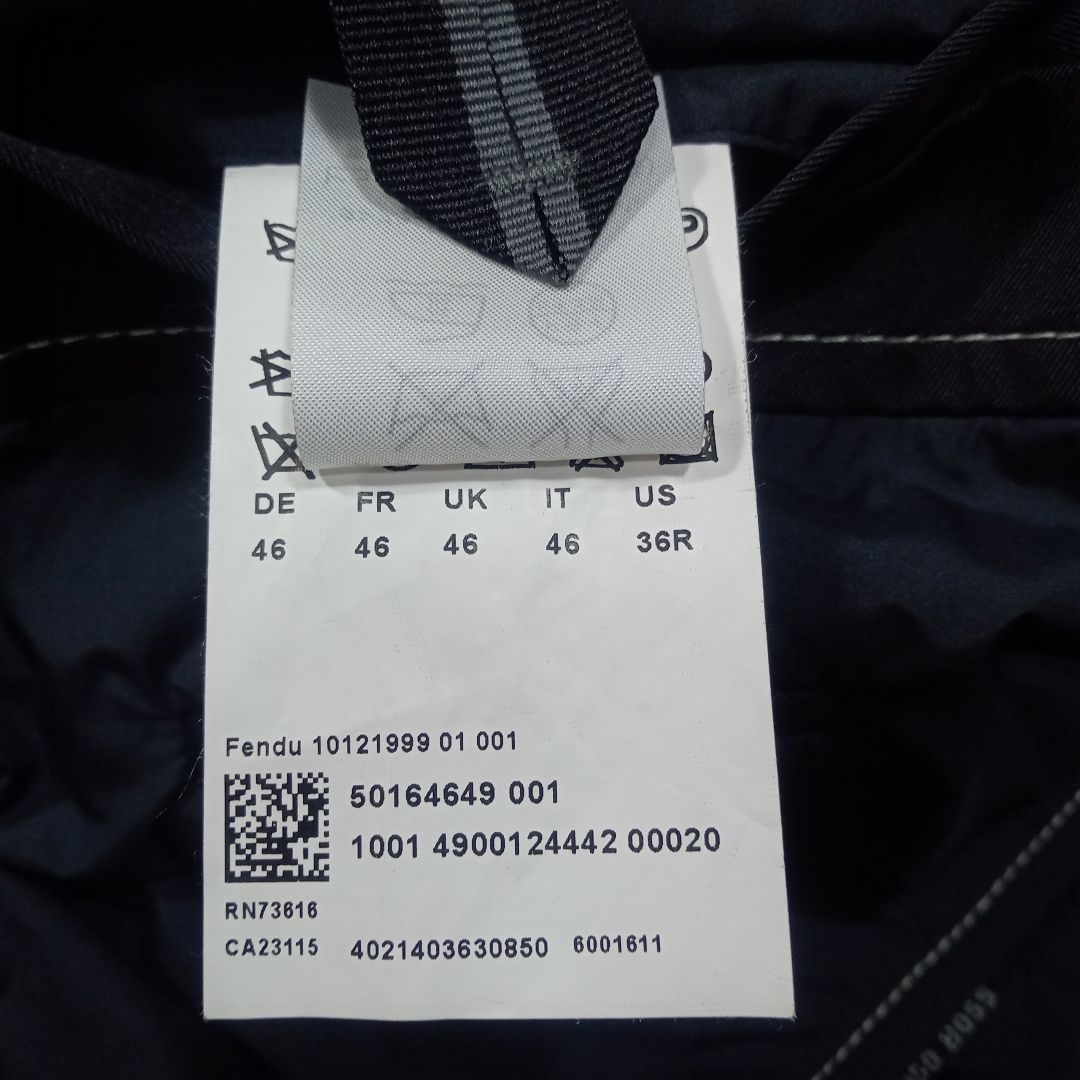 DE FR UK IT US
46 46 46 46 36R
Fendu 10121999 01 001
50164649 001
1001 4900124442 00020
RN73616
CA23115 4021403630850 6001611
BOSS